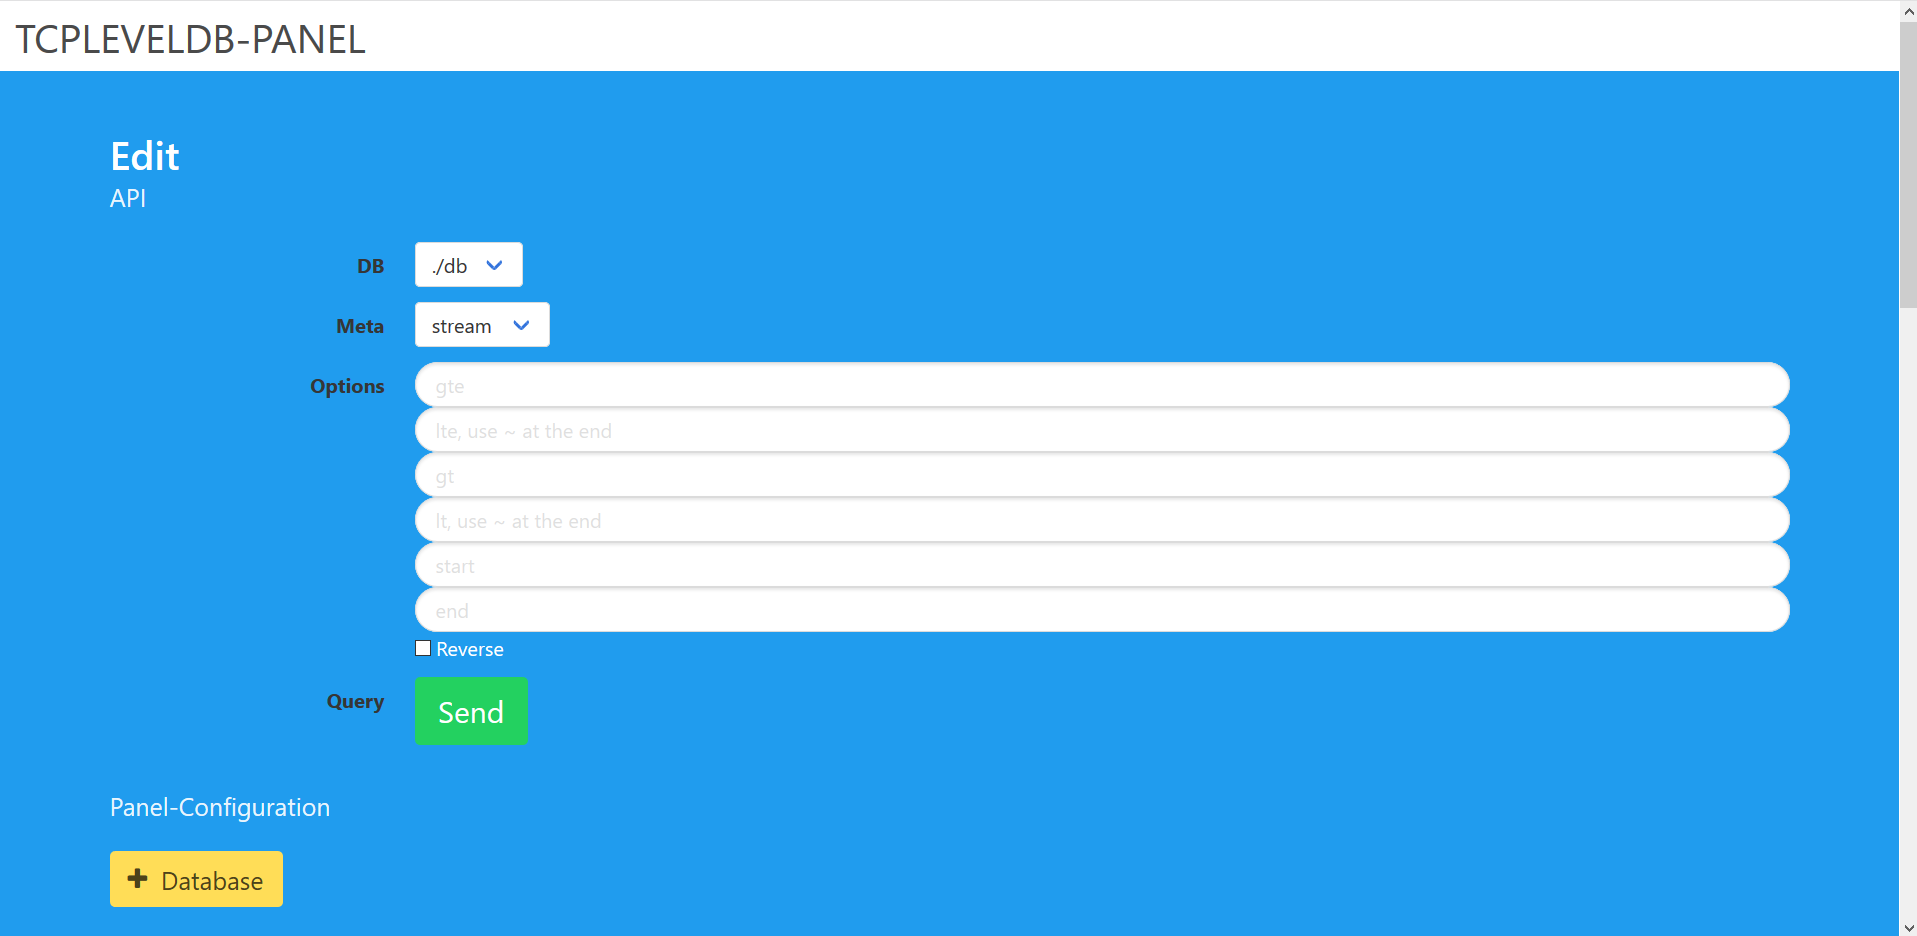 TCPLEVELDB-PANEL
Edit
API
DB ./db
Meta stream
Options gte
lte, use ~ at the end
gt
lt, use ~ at the end
start
end
Reverse
Query Send
Panel-Configuration
Database